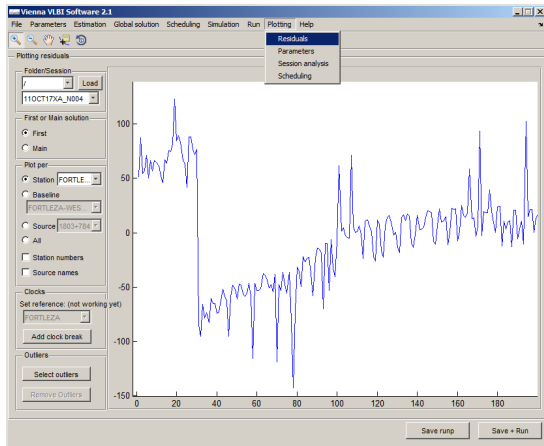 Vienna VLBI Software 2.1
File Parameters Estimation Global solution Scheduling Simulation Run Plotting Help
Residuals
Parameters
Session analysis
Scheduling
Plotting residuals
Folder/Session
/
Load
11OCT17XA_N004
First or Main solution
First
Main
Plot per
Station FORTLE...
Baseline
FORTLEZA-WES...
Source 1803+784
All
Station numbers
Source names
Clocks
Set reference: (not working yet)
FORTLEZA
Add clock break
Outliers
Select outliers
Remove Outliers
100
50
0
-50
-100
-150
0 20 40 60 80 100 120 140 160 180
Save runp
Save + Run